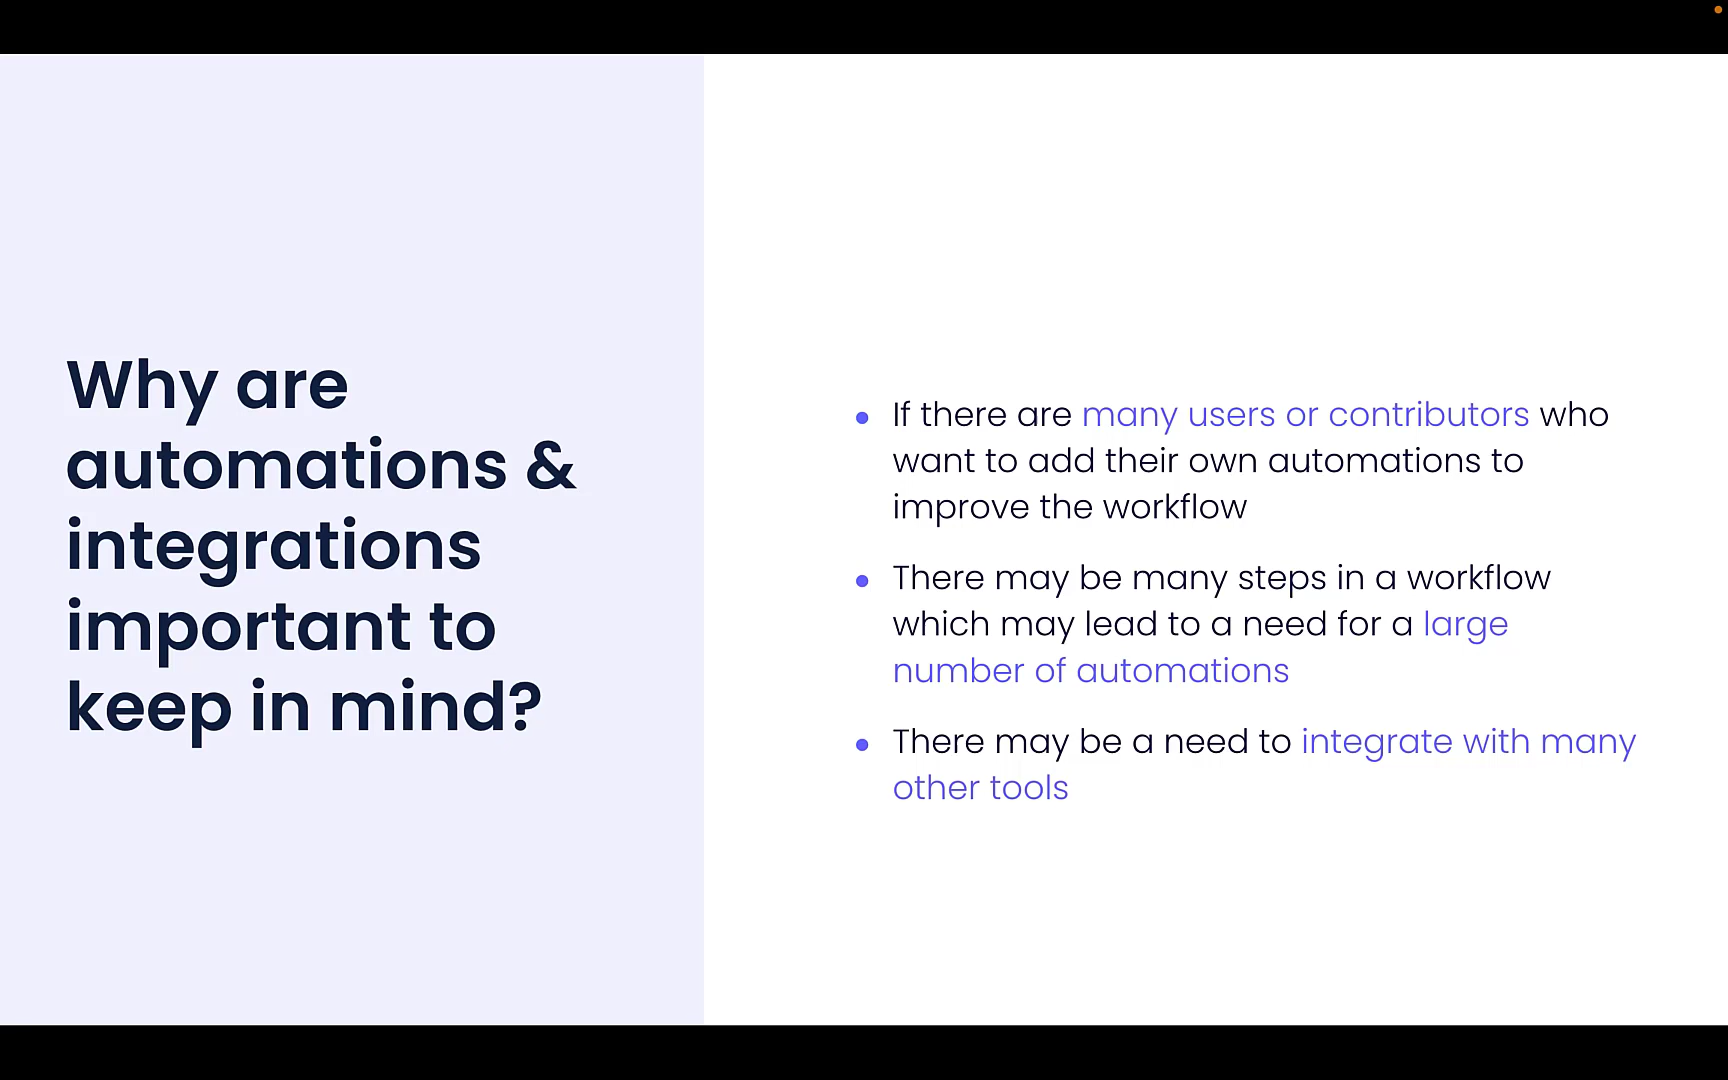 Why are
automations &
integrations
important to
keep in mind?
• If there are many users or contributors who
want to add their own automations to
improve the workflow
• There may be many steps in a workflow
which may lead to a need for a large
number of automations
• There may be a need to integrate with many
other tools